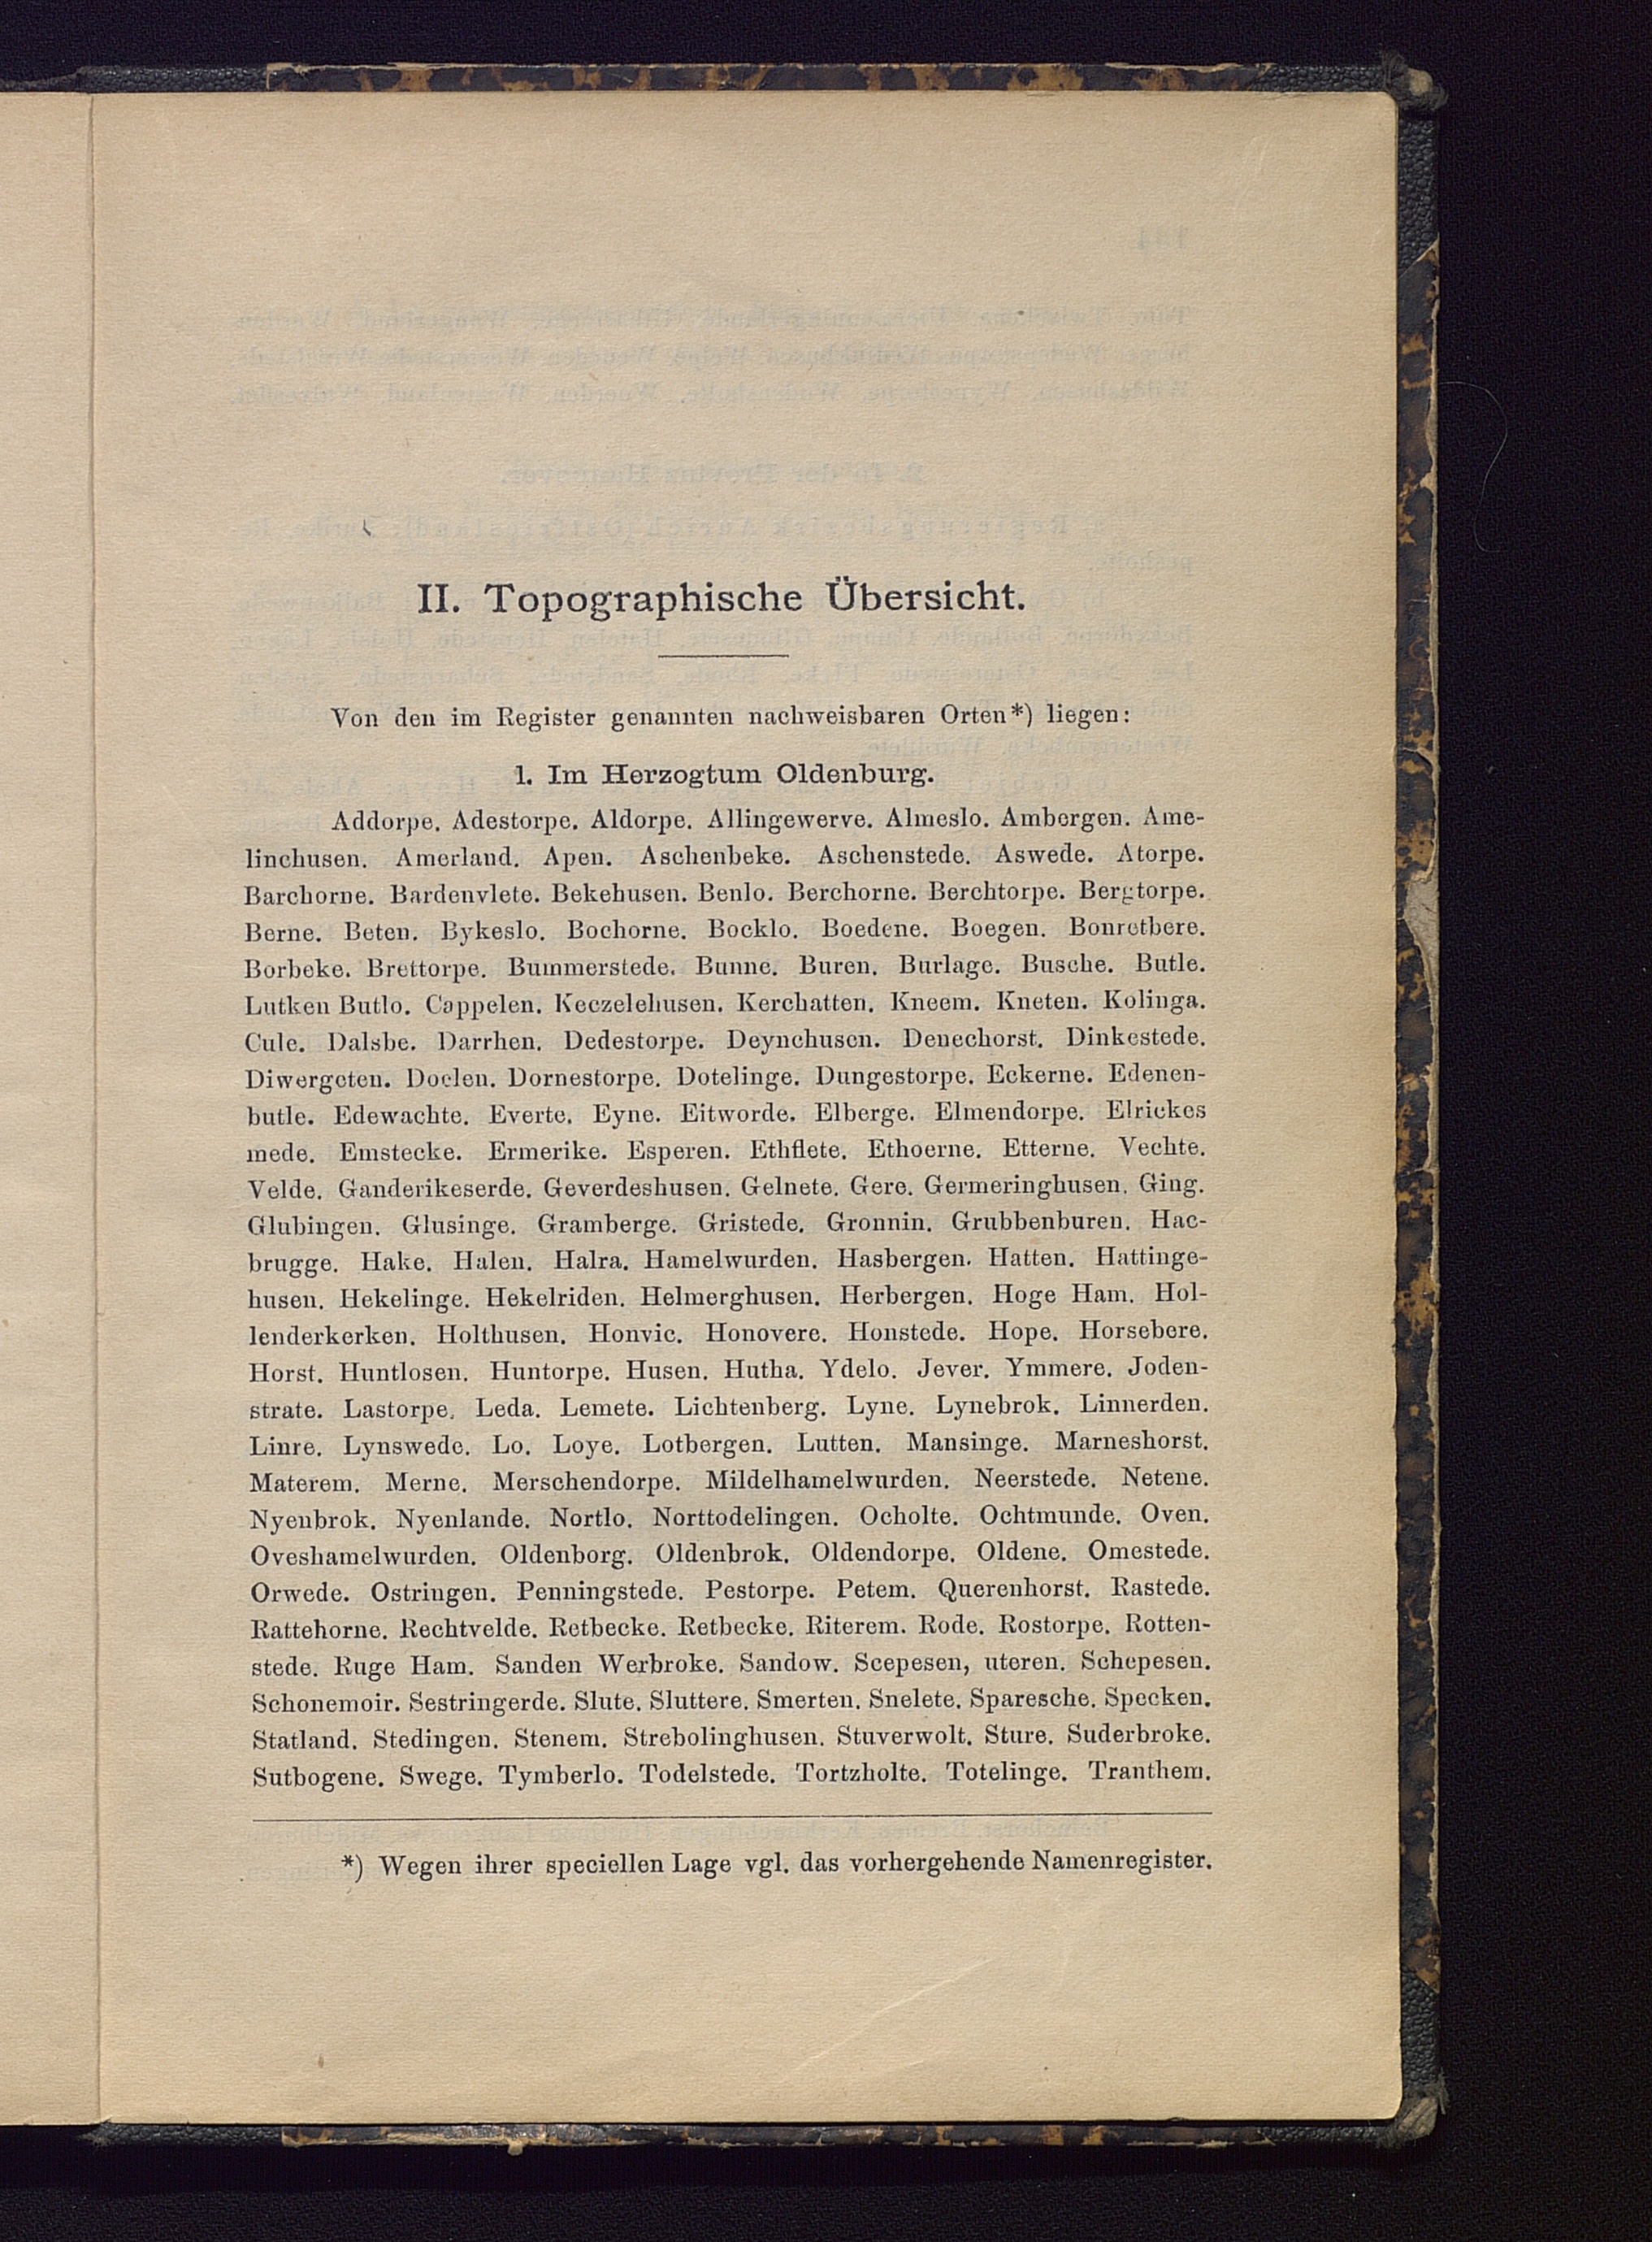 II. Topographische Übersicht.
Von den im Register genannten nachweisbaren Orten*) liegen:
1. Im Herzogtum Oldenburg.
Addorpe. Adestorpe. Aldorpe. Allingewerve. Almeslo. Ambergen. Ame-
linchusen. Amerland. Apen. Aschenbeke. Aschenstede. Aswede. Atorpe.
Barchorne. Bardenvlete. Bekehusen. Benlo. Berchorne. Berchtorpe. Bergtorpe.
Berne. Beten. Bykeslo. Bochorne. Bocklo. Boedene. Boegen. Bonretbere.
Borbeke. Brettorpe. Bummerstede. Bunne. Buren. Burlage. Busche. Butle.
Lutken Butlo. Cappelen. Keczelehusen. Kerchatten. Kneem. Kneten. Kolinga.
Cule. Dalsbe. Darrhen. Dedestorpe. Deynchusen. Denechorst. Dinkestede.
Diwergeten. Doelen. Dornestorpe. Dotelinge. Dungestorpe. Eckerne. Edenen-
butle. Edewachte. Everte. Eyne. Eitworde. Elberge. Elmendorpe. Elrickes
mede. Emstecke. Ermerike. Esperen. Ethflete. Ethoerne. Etterne. Vechte.
Velde. Ganderikeserde. Geverdeshusen. Gelnete. Gere. Germeringhusen. Ging.
Glubingen. Glusinge. Gramberge. Gristede. Gronnin. Grubbenburen. Hac-
brugge. Hake. Halen. Halra. Hamelwurden. Hasbergen. Hatten. Hattinge-
husen. Hekelinge. Hekelriden. Helmerghusen. Herbergen. Hoge Ham. Hol-
lenderkerken. Holthusen. Honvic. Honovere. Honstede. Hope. Horsebere.
Horst. Huntlosen. Huntorpe. Husen. Hutha. Ydelo. Jever. Ymmere. Joden-
strate. Lastorpe. Leda. Lemete. Lichtenberg. Lyne. Lynebrok. Linnerden.
Linre. Lynswede. Lo. Loye. Lotbergen. Lutten. Mansinge. Marneshorst.
Materem. Merne. Merschendorpe. Mildelhamelwurden. Neerstede. Netene.
Nyenbrok. Nyenlande. Nortlo. Norttodelingen. Ocholte. Ochtmunde. Oven.
Oveshamelwurden. Oldenborg. Oldenbrok. Oldendorpe. Oldene. Omestede.
Orwede. Ostringen. Penningstede. Pestorpe. Petem. Querenhorst. Rastede.
Rattehorne. Rechtvelde. Retbecke. Retbecke. Riterem. Rode. Rostorpe. Rotten-
stede. Ruge Ham. Sanden Werbroke. Sandow. Scepesen, uteren. Schepesen.
Schonemoir. Sestringerde. Slute. Sluttere. Smerten. Snelete. Sparesche. Specken.
Statland. Stedingen. Stenem. Strebolinghusen. Stuverwolt. Sture. Suderbroke.
Sutbogene. Swege. Tymberlo. Todelstede. Tortzholte. Totelinge. Tranthem.
*) Wegen ihrer speciellen Lage vgl. das vorhergehende Namenregister.